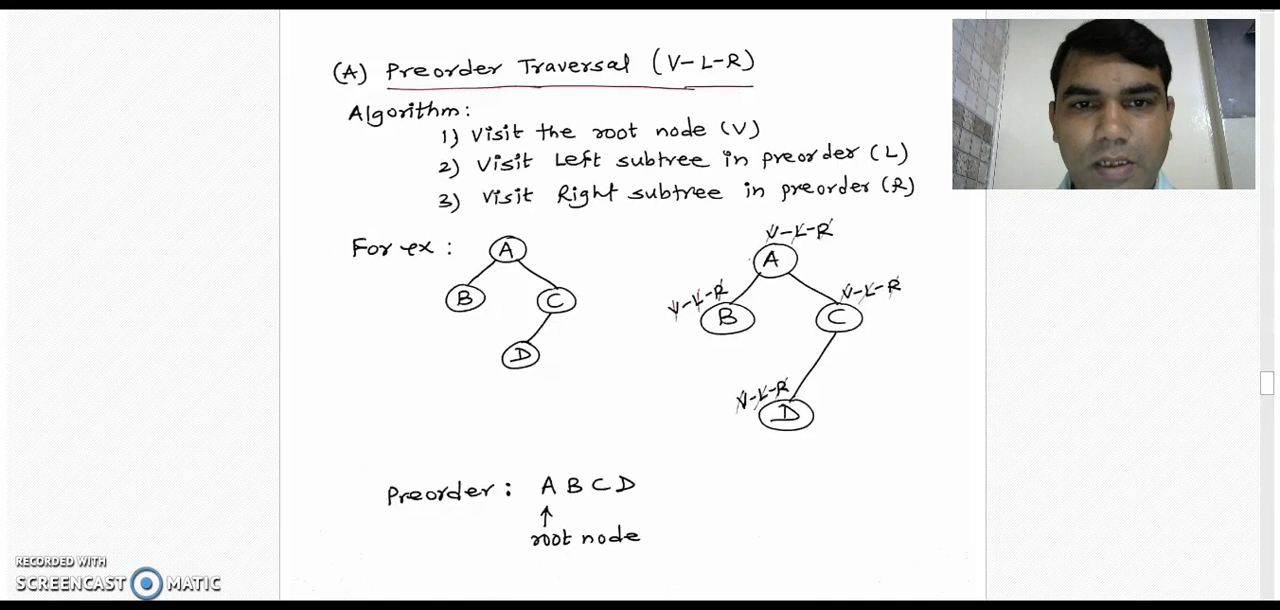 (A) Preorder Traversal (V-L-R)
Algorithm:
1) Visit the root node (V)
2) Visit Left subtree in preorder (L)
3) Visit Right subtree in preorder (R)
For ex :
A
B
C
D
V-L-R
A
V-L-R
B
V-L-R
C
V-L-R
D
Preorder : A B C D
root node
RECORDED WITH
SCREENCAST MATIC